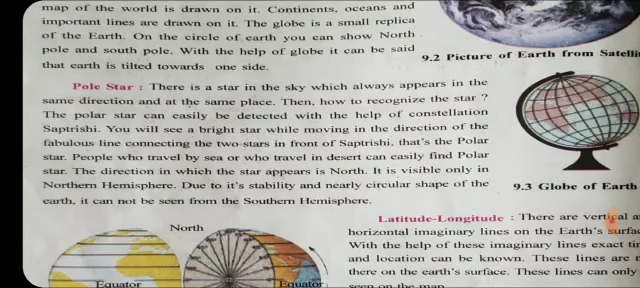 map of the world is drawn on it. Continents, oceans and
important lines are drawn on it. The globe is a small replica
of the Earth. On the circle of earth you can show North
pole and south pole. With the help of globe it can be said
that earth is tilted towards one side.
9.2 Picture of Earth from
Pole Star : There is a star in the sky which always appears in the
same direction and at the same place. Then, how to recognize the star ?
The polar star can easily be detected with the help of constellation
Saptrishi. You will see a bright star while moving in the direction of the
fabulous line connecting the two-stars in front of Saptrishi, that's the Polar
star. People who travel by sea or who travel in desert can easily find Polar
star. The direction in which the star appears is North. It is visible only in
Northern Hemisphere. Due to it's stability and nearly circular shape of the
earth, it can not be seen from the Southern Hemisphere.
9.3 Globe of Earth
Latitude-Longitude : There are vertical
horizontal imaginary lines on the Earth's
With the help of these imaginary lines exact
and location can be known. These lines are
there on the earth's surface. These lines can only
seen on the map.
North
Equator
Equator